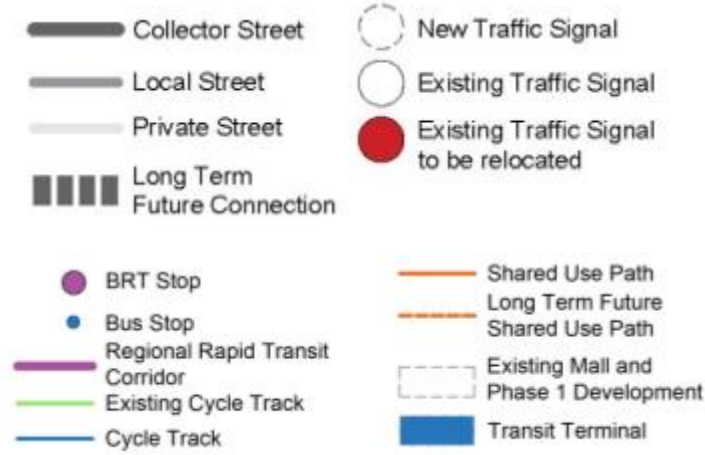 Collector Street
Local Street
Private Street
Long Term
Future Connection
New Traffic Signal
Existing Traffic Signal
Existing Traffic Signal
to be relocated
BRT Stop
Bus Stop
Regional Rapid Transit
Corridor
Existing Cycle Track
Cycle Track
Shared Use Path
Long Term Future
Shared Use Path
Existing Mall and
Phase 1 Development
Transit Terminal